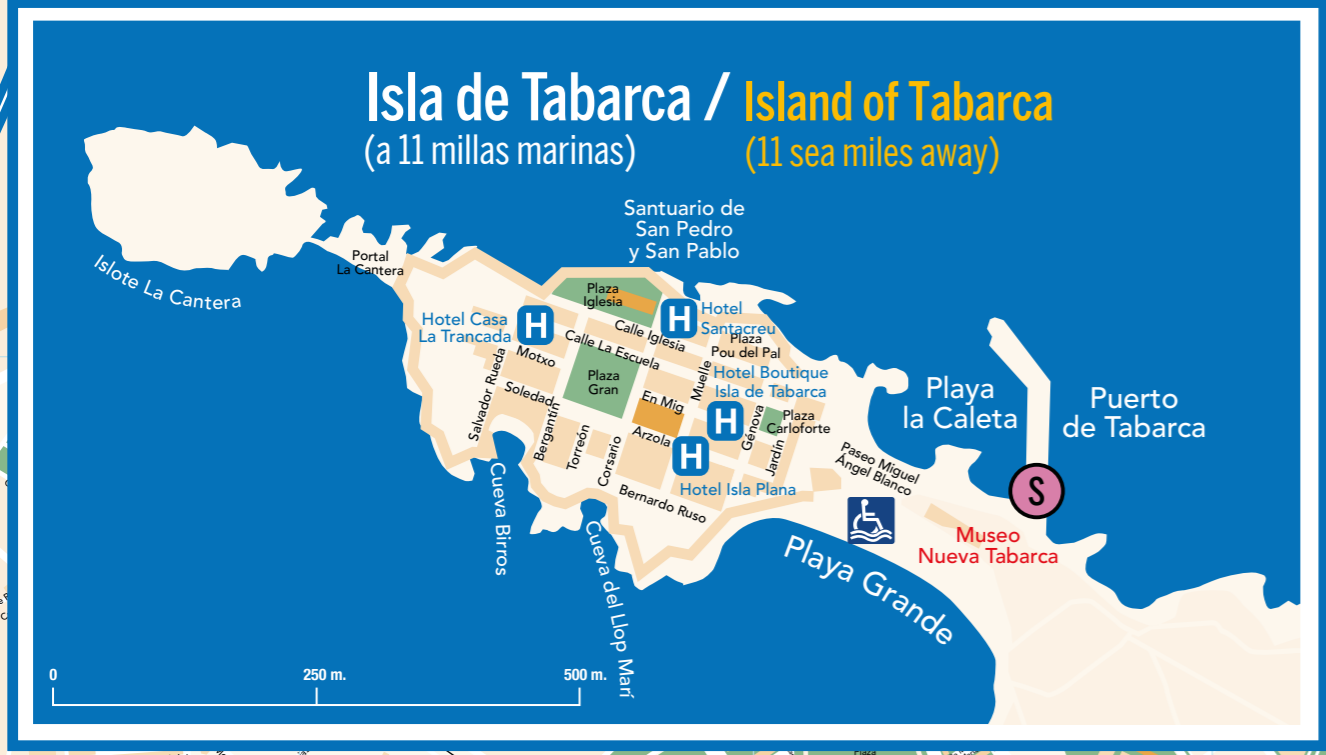 Isla de Tabarca / Island of Tabarca
(a 11 millas marinas) (11 sea miles away)
Santuario de
San Pedro
y San Pablo
Portal
La Cantera
Islote La Cantera
Plaza
Iglesia
Hotel Casa
La Trancada
H
H
Hotel
Santacreu
Calle Iglesia
Plaza
Pou del Pal
Calle La Escuela
Motxo
Salvador Rueda
Plaza
Gran
Muelle
Hotel Boutique
Isla de Tabarca
H
Soledad
En Mig
Génova
Plaza
Carloforte
Bergantín
Torreón
Corsario
Arzola
H
Jardín
Hotel Isla Plana
Bernardo Ruso
Paseo Miguel
Ángel Blanco
Playa
la Caleta
Puerto
de Tabarca
S
Museo
Nueva Tabarca
Playa Grande
Cueva Birros
Cueva del Llop Marí
0 250 m. 500 m.